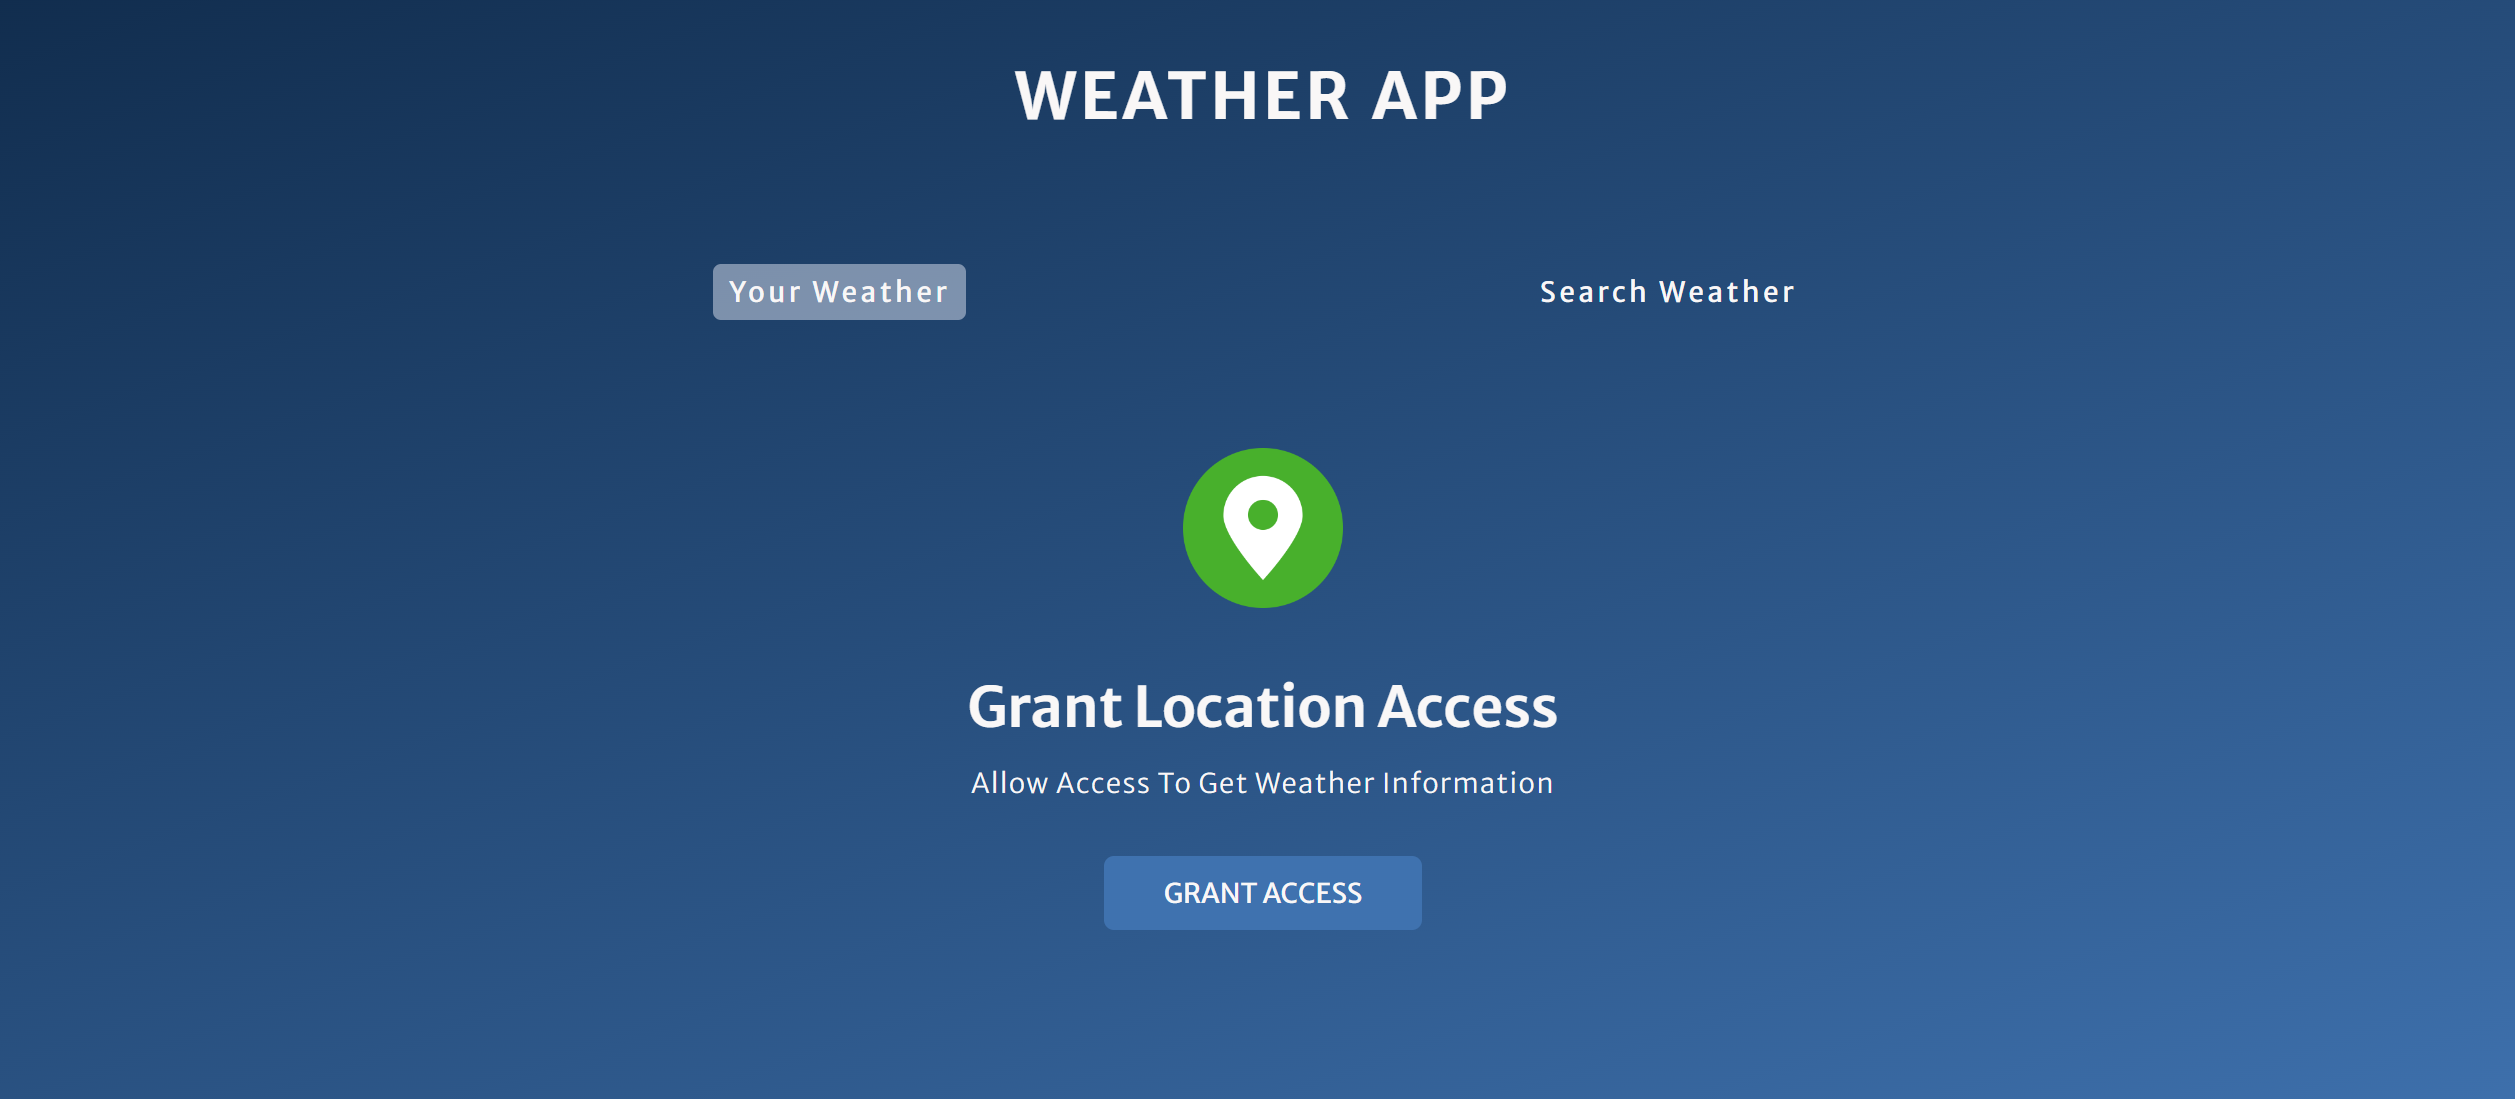 WEATHER APP
Your Weather
Search Weather
Grant Location Access
Allow Access To Get Weather Information
GRANT ACCESS